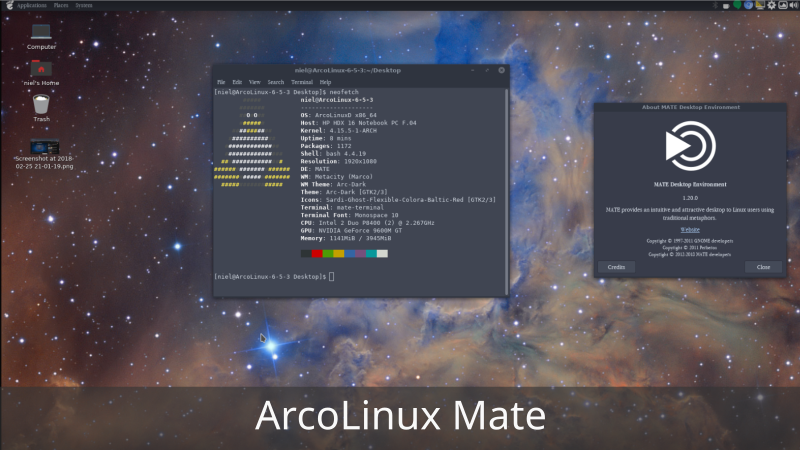 Applications Places System
Computer
niel's Home
Trash
Screenshot at 2018-
02-25 21-01-19.png
niel@ArcoLinux-6-5-3:~/Desktop
File Edit View Search Terminal Help
[niel@ArcoLinux-6-5-3 Desktop]$ neofetch
niel@ArcoLinux-6-5-3
--------------------
OS: ArcoLinuxD x86_64
Host: HP HDX 16 Notebook PC F.04
Kernel: 4.15.5-1-ARCH
Uptime: 8 mins
Packages: 1172
Shell: bash 4.4.19
Resolution: 1920x1080
DE: MATE
WM: Metacity (Marco)
WM Theme: Arc-Dark
Theme: Arc-Dark [GTK2/3]
Icons: Sardi-Ghost-Flexible-Colora-Baltic-Red [GTK2/3]
Terminal: mate-terminal
Terminal Font: Monospace 10
CPU: Intel 2 Duo P8400 (2) @ 2.267GHz
GPU: NVIDIA GeForce 9600M GT
Memory: 1141MiB / 3945MiB
[niel@ArcoLinux-6-5-3 Desktop]$
About MATE Desktop Environment
MATE Desktop Environment
1.20.0
MATE provides an intuitive and attractive desktop to Linux users using
traditional metaphors.
Website
Copyright © 1997-2011 GNOME developers
Copyright © 2011 Perberos
Copyright © 2012-2018 MATE developers
Credits Close
ArcoLinux Mate